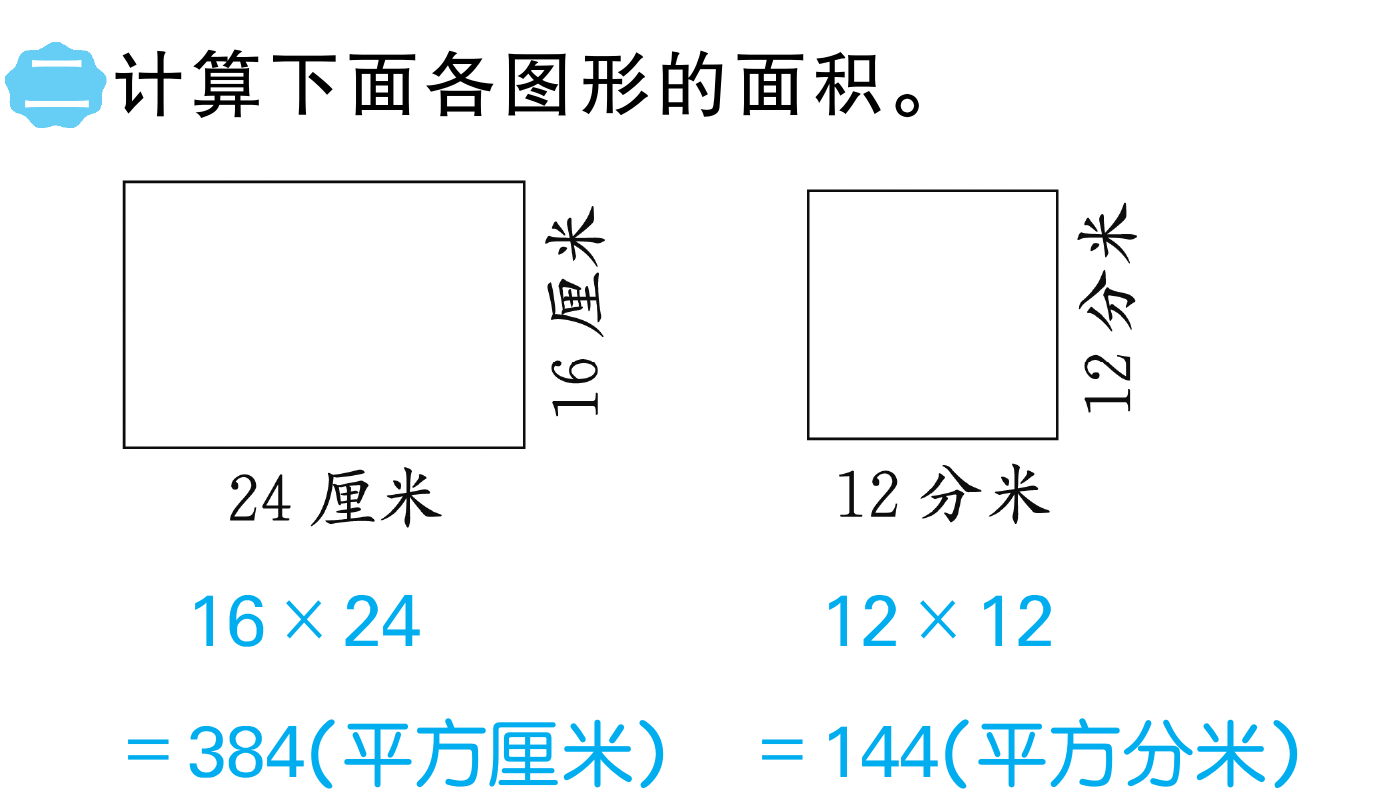 二 计算下面各图形的面积。
16厘米
24厘米
12分米
12分米
16×24
=384(平方厘米)
12×12
=144(平方分米)